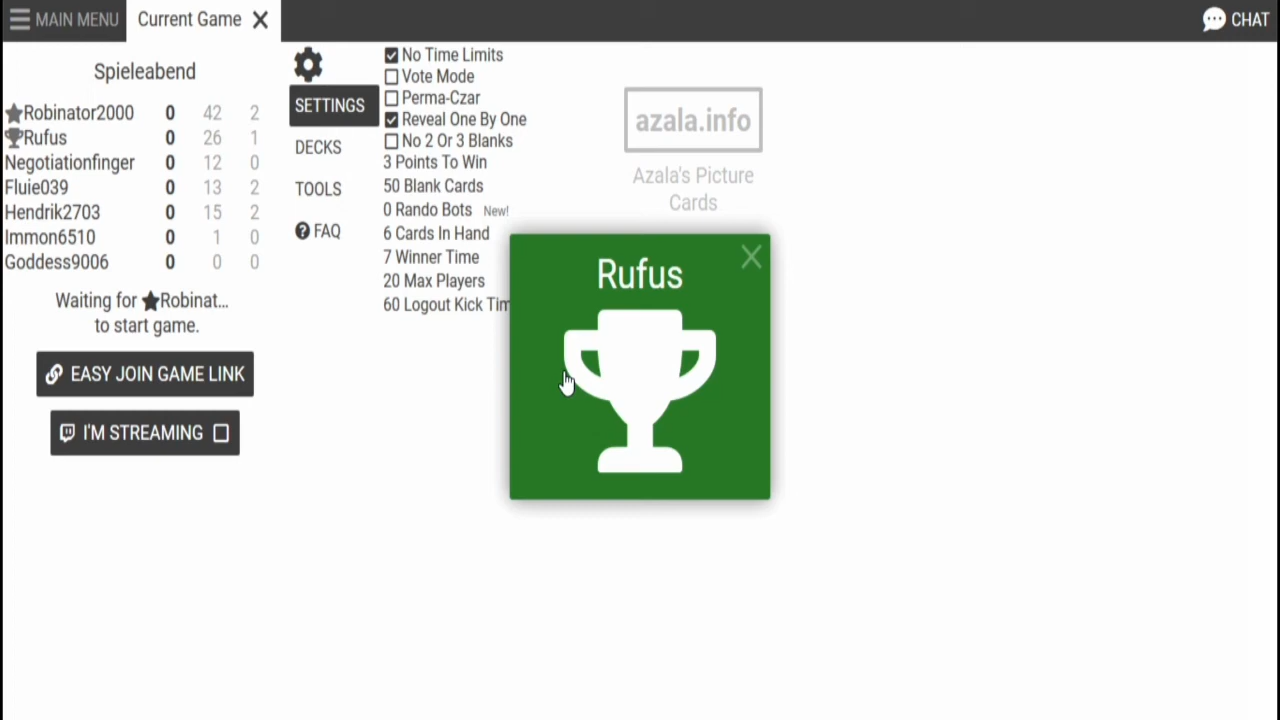 MAIN MENU
Current Game
CHAT
Spieleabend
Robinator2000 0 42 2
Rufus 0 26 1
Negotiationfinger 0 12 0
Fluie039 0 13 2
Hendrik2703 0 15 2
Immon6510 0 1 0
Goddess9006 0 0 0
Waiting for Robinat...
to start game.
EASY JOIN GAME LINK
I'M STREAMING
SETTINGS
DECKS
TOOLS
FAQ
No Time Limits
Vote Mode
Perma-Czar
Reveal One By One
No 2 Or 3 Blanks
3 Points To Win
50 Blank Cards
0 Rando Bots New!
6 Cards In Hand
7 Winner Time
20 Max Players
60 Logout Kick Tim
azala.info
Azala's Picture
Cards
Rufus